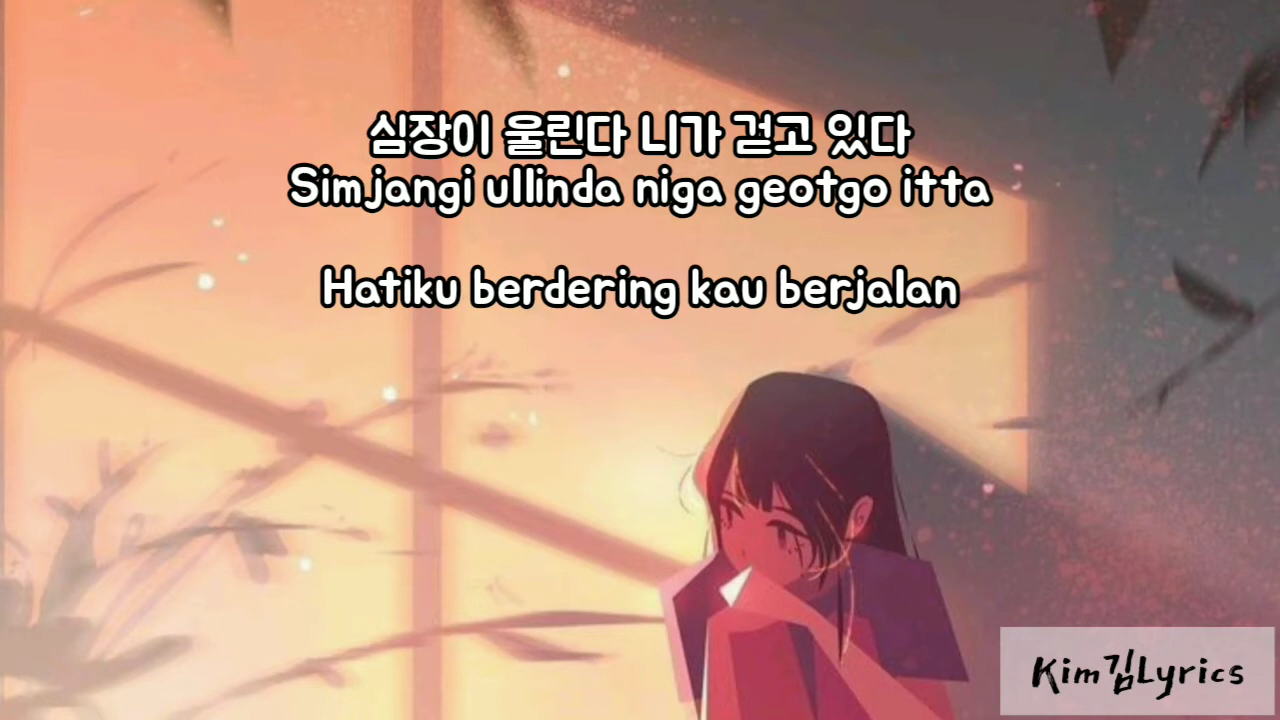 심장이 울린다 니가 걷고 있다
Simjangi ullinda niga geotgo itta
Hatiku berdering kau berjalan
Kim김Lyrics